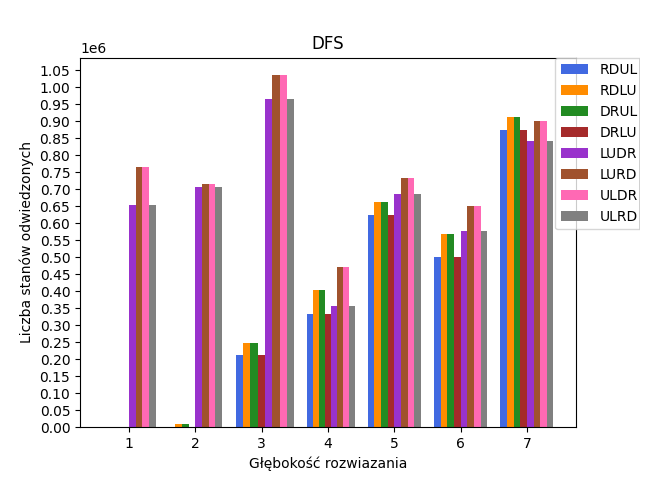 DFS
1e6
1.05
1.00
0.95
0.90
0.85
0.80
0.75
0.70
0.65
0.60
0.55
0.50
0.45
0.40
0.35
0.30
0.25
0.20
0.15
0.10
0.05
0.00
Liczba stanów odwiedzonych
1 2 3 4 5 6 7
Głębokość rozwiazania
RDUL
RDLU
DRUL
DRLU
LUDR
LURD
ULDR
ULRD